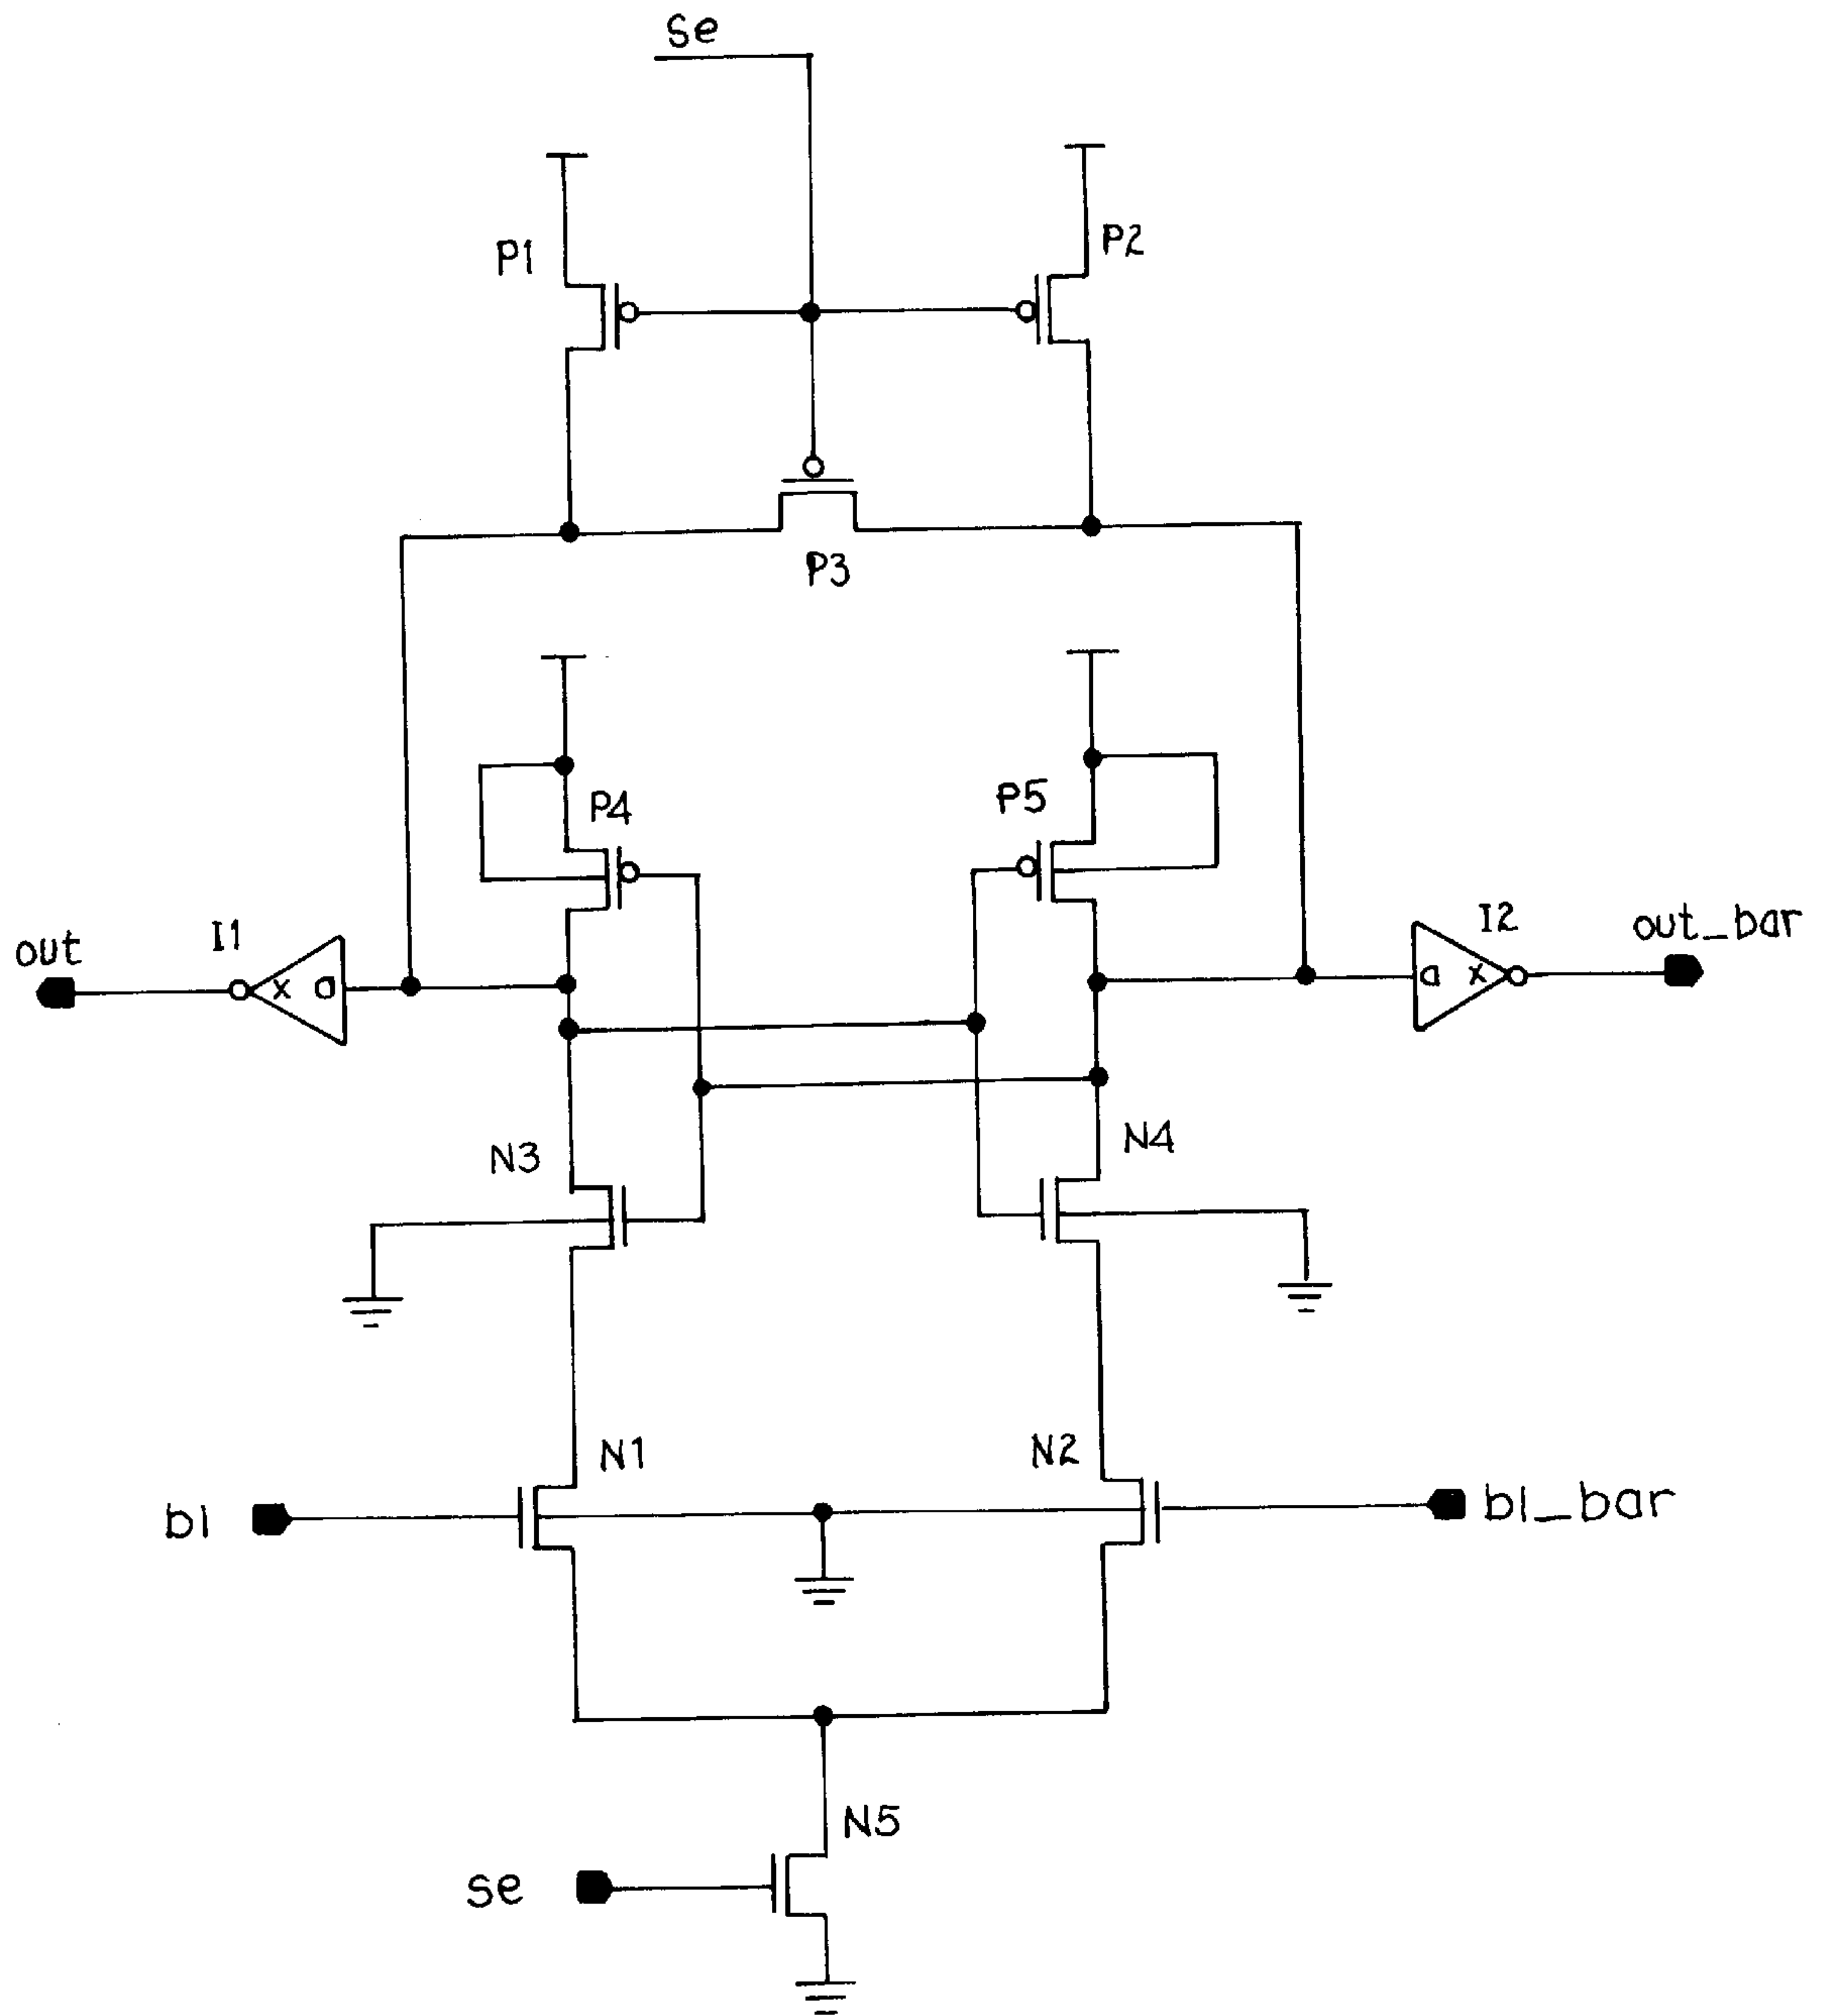 se
P1
P2
P3
P4
P5
out
I1
x a
I2
a x
out_bar
N3
N4
N1
N2
bl
bl_bar
N5
se